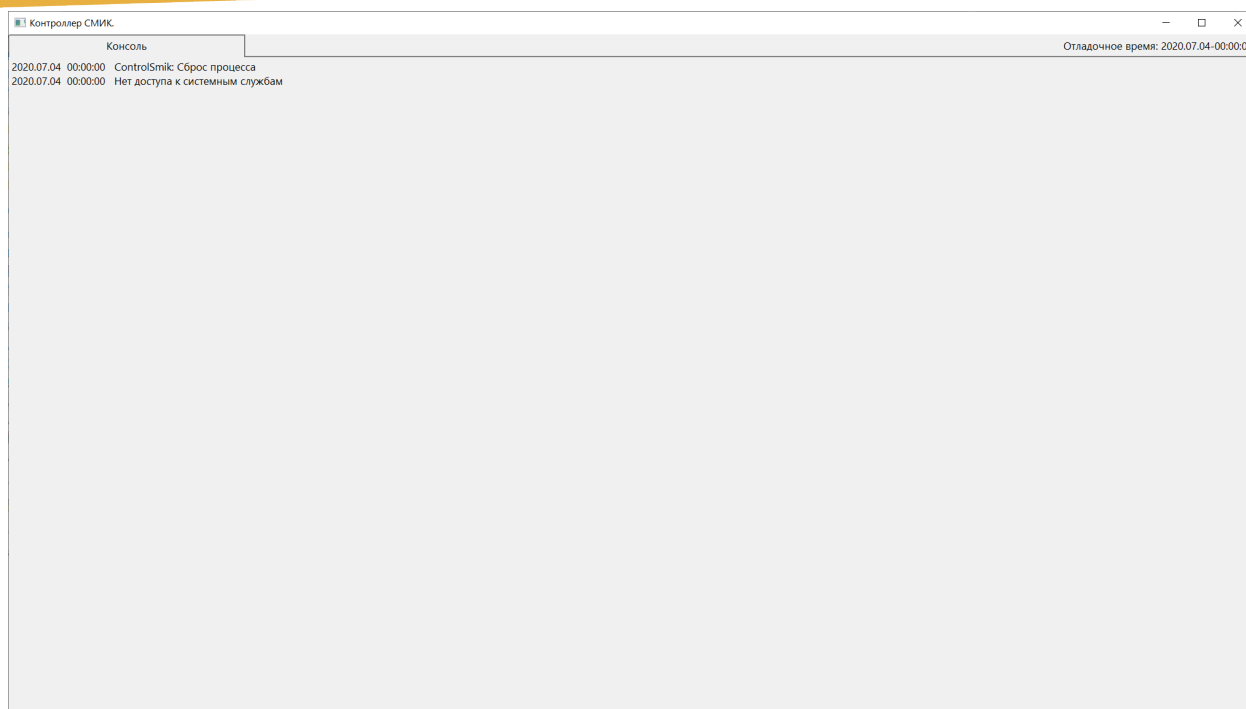 Контроллер СМИК.
Консоль
Отладочное время: 2020.07.04-00:00:0
2020.07.04 00:00:00 ControlSmik: Сброс процесса
2020.07.04 00:00:00 Нет доступа к системным службам